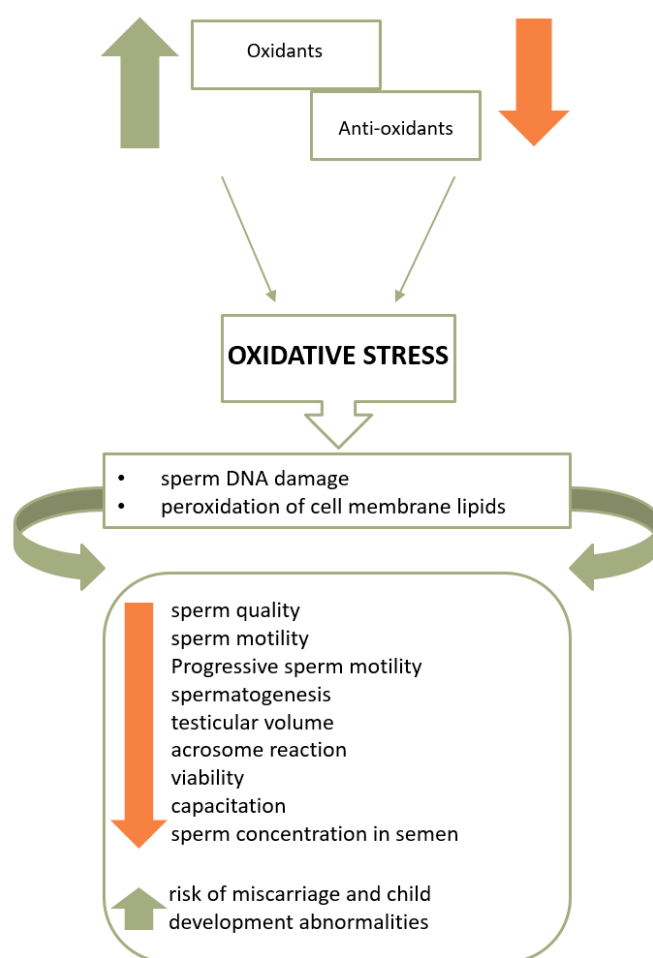 Oxidants
Anti-oxidants
OXIDATIVE STRESS
• sperm DNA damage
• peroxidation of cell membrane lipids
sperm quality
sperm motility
Progressive sperm motility
spermatogenesis
testicular volume
acrosome reaction
viability
capacitation
sperm concentration in semen
risk of miscarriage and child
development abnormalities